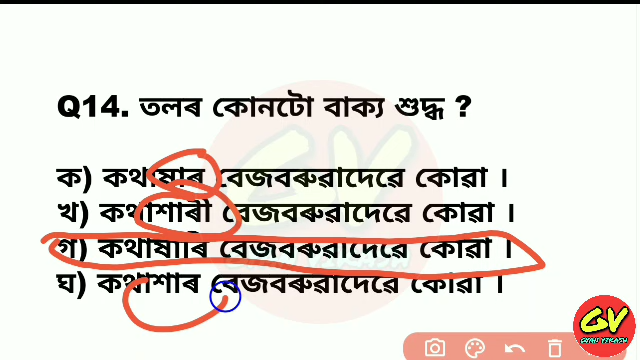 Q14. তলৰ কোনটো বাক্য শুদ্ধ ?
ক) কথাষাৰ বেজবৰুৱাদেৱে কোৱা ।
খ) কথাশাৰী বেজবৰুৱাদেৱে কোৱা ।
গ) কথাষাৰি বেজবৰুৱাদেৱে কোৱা ।
ঘ) কথাশাৰ বেজবৰুৱাদেৱে কোৱা ।
GV